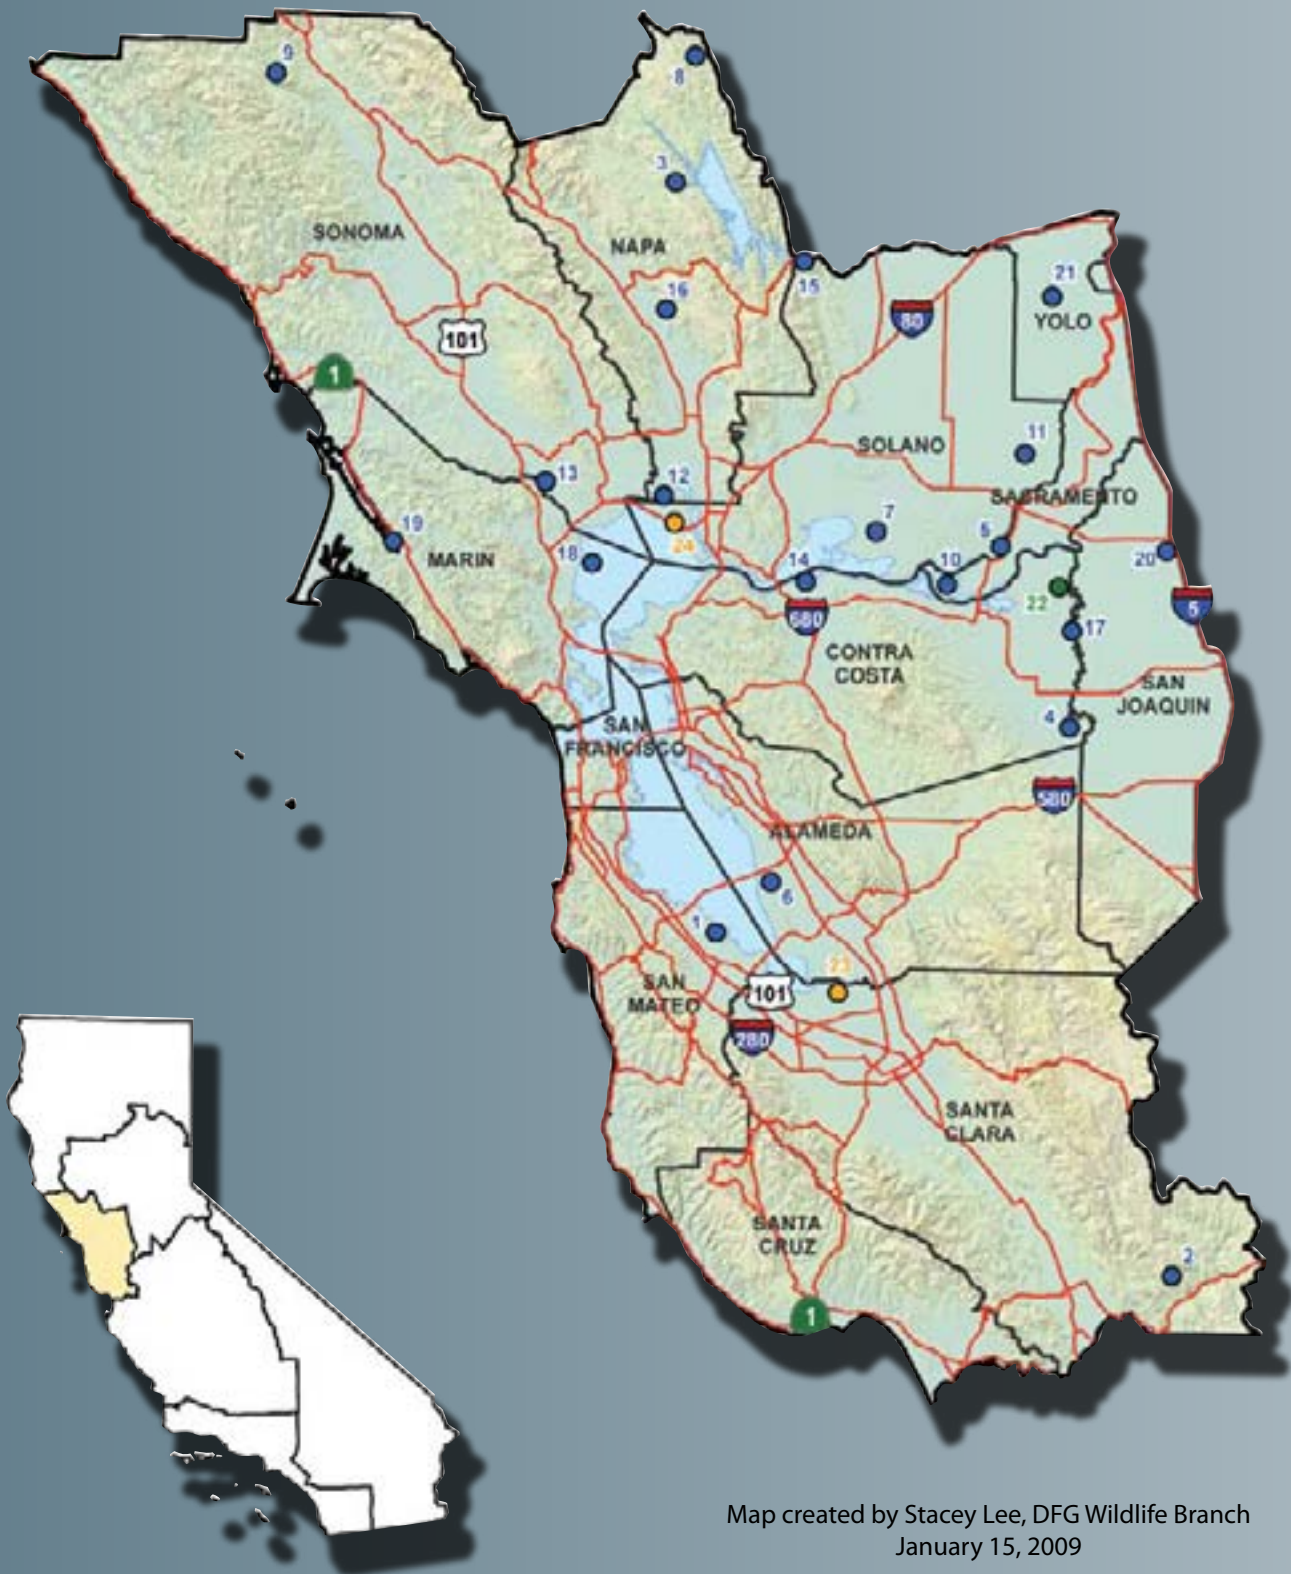 9
8
3
SONOMA
NAPA
15
16
21
80
YOLO
101
1
SOLANO
11
13
12
SACRAMENTO
19
7
5
24
MARIN
18
14
10
20
22
680
5
17
CONTRA
COSTA
SAN
JOAQUIN
4
SAN
FRANCISCO
580
ALAMEDA
6
1
23
SAN
MATEO
101
280
SANTA
CLARA
SANTA
CRUZ
2
1
Map created by Stacey Lee, DFG Wildlife Branch
January 15, 2009